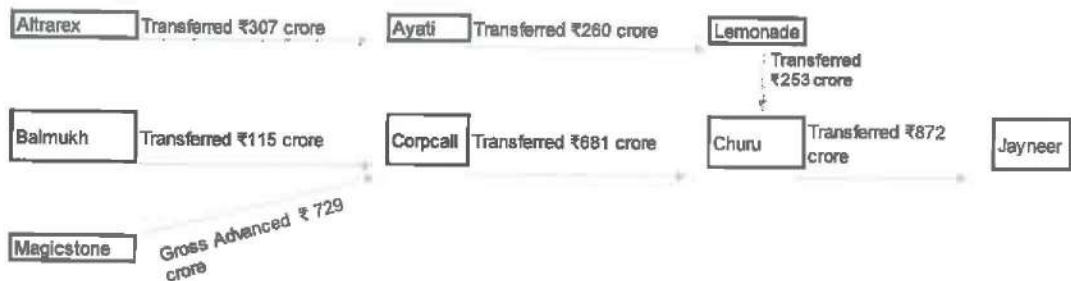 Altrarex Transferred ₹307 crore Ayati Transferred ₹260 crore Lemonade
Transferred
₹253 crore
Balmukh Transferred ₹115 crore Corpcall Transferred ₹681 crore Churu Transferred ₹872
crore
Jayneer
Gross Advanced ₹ 729
crore
Magicstone